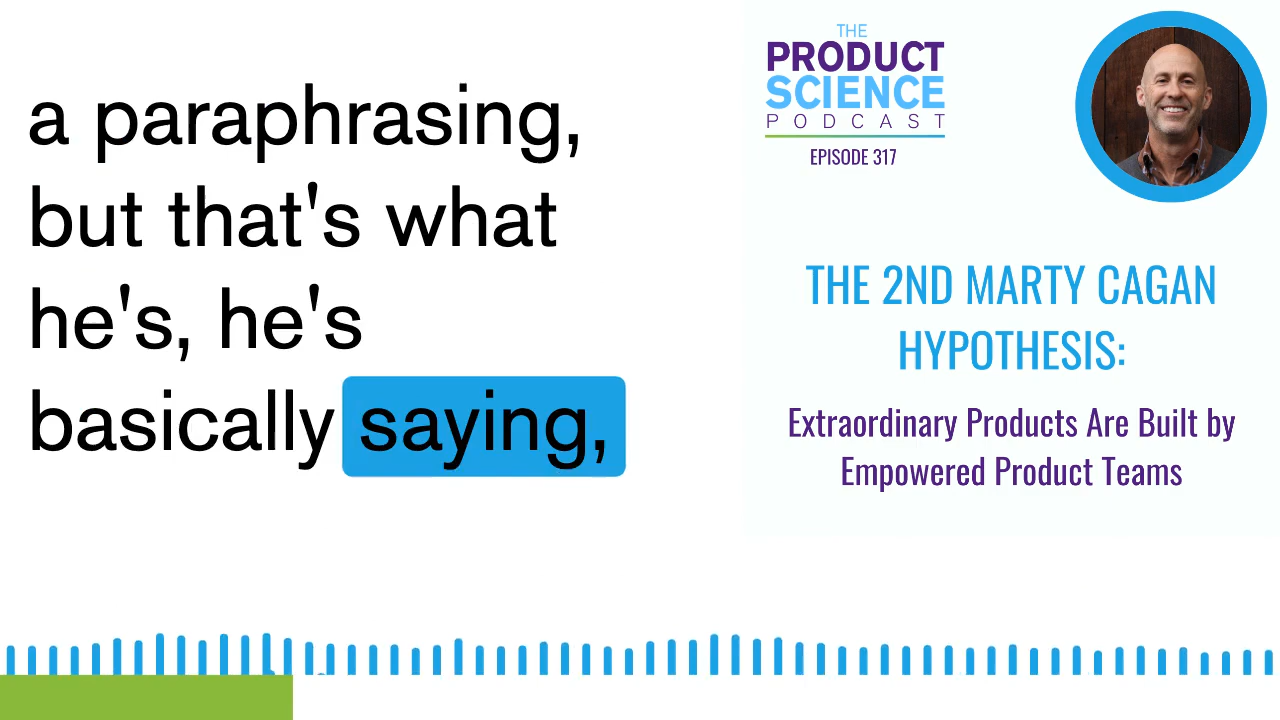 a paraphrasing,
but that's what
he's, he's
basically saying,
THE
PRODUCT
SCIENCE
PODCAST
EPISODE 317
THE 2ND MARTY CAGAN
HYPOTHESIS:
Extraordinary Products Are Built by
Empowered Product Teams